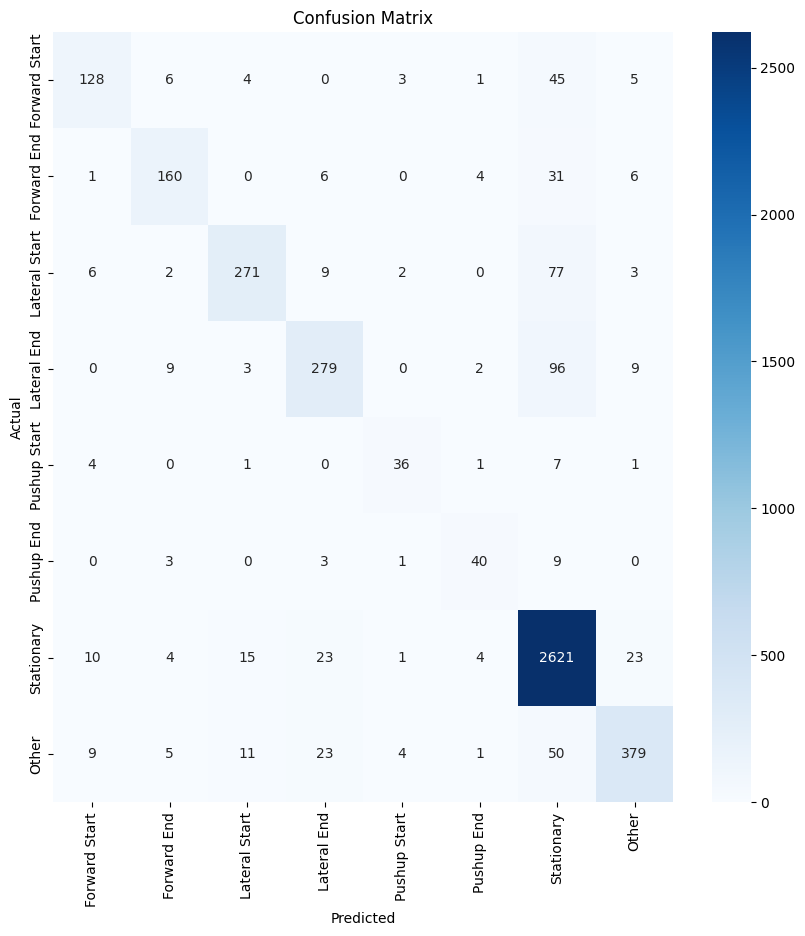 Confusion Matrix
Actual
Forward Start 128 6 4 0 3 1 45 5
Forward End 1 160 0 6 0 4 31 6
Lateral Start 6 2 271 9 2 0 77 3
Lateral End 0 9 3 279 0 2 96 9
Pushup Start 4 0 1 0 36 1 7 1
Pushup End 0 3 0 3 1 40 9 0
Stationary 10 4 15 23 1 4 2621 23
Other 9 5 11 23 4 1 50 379
Forward Start
Forward End
Lateral Start
Lateral End
Pushup Start
Pushup End
Stationary
Other
Predicted
2500
2000
1500
1000
500
0